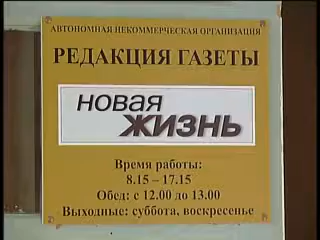 АВТОНОМНАЯ НЕКОММЕРЧЕСКАЯ ОРГАНИЗАЦИЯ
РЕДАКЦИЯ ГАЗЕТЫ
НОВАЯ
ЖИЗНЬ
Время работы:
8.15 – 17.15
Обед: с 12.00 до 13.00
Выходные: суббота, воскресенье